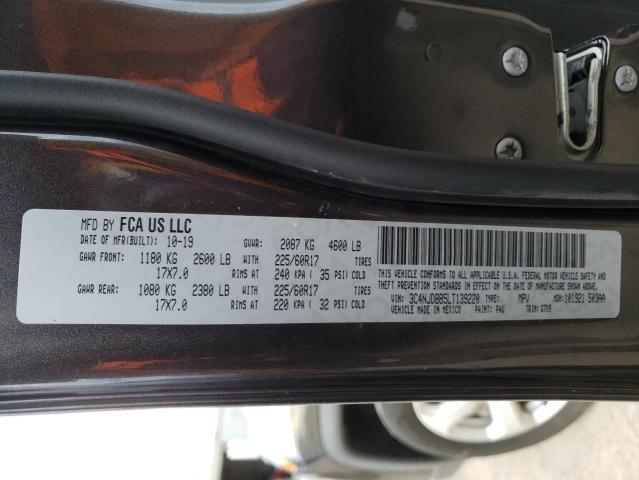 MFD BY FCA US LLC
DATE OF MFR(BUILT): 10-19 GVWR: 2087 KG 4600 LB
GAWR FRONT: 1180 KG 2600 LB WITH 225/60R17 TIRES
17X7.0 RIMS AT 240 KPA ( 35 PSI) COLD
GAWR REAR: 1080 KG 2380 LB WITH 225/60R17 TIRES
17X7.0 RIMS AT 220 KPA ( 32 PSI) COLD
THIS VEHICLE CONFORMS TO ALL APPLICABLE U.S.A. FEDERAL MOTOR VEHICLE SAFETY AND
THEFT PREVENTION STANDARDS IN EFFECT ON THE DATE OF MANUFACTURE SHOWN ABOVE.
VIN: 3C4NJDBB5LT139220 TYPE: MPV MDH: 101921 503AA
VEHICLE MADE IN MEXICO PAINT: PAU TRIM: G7X9